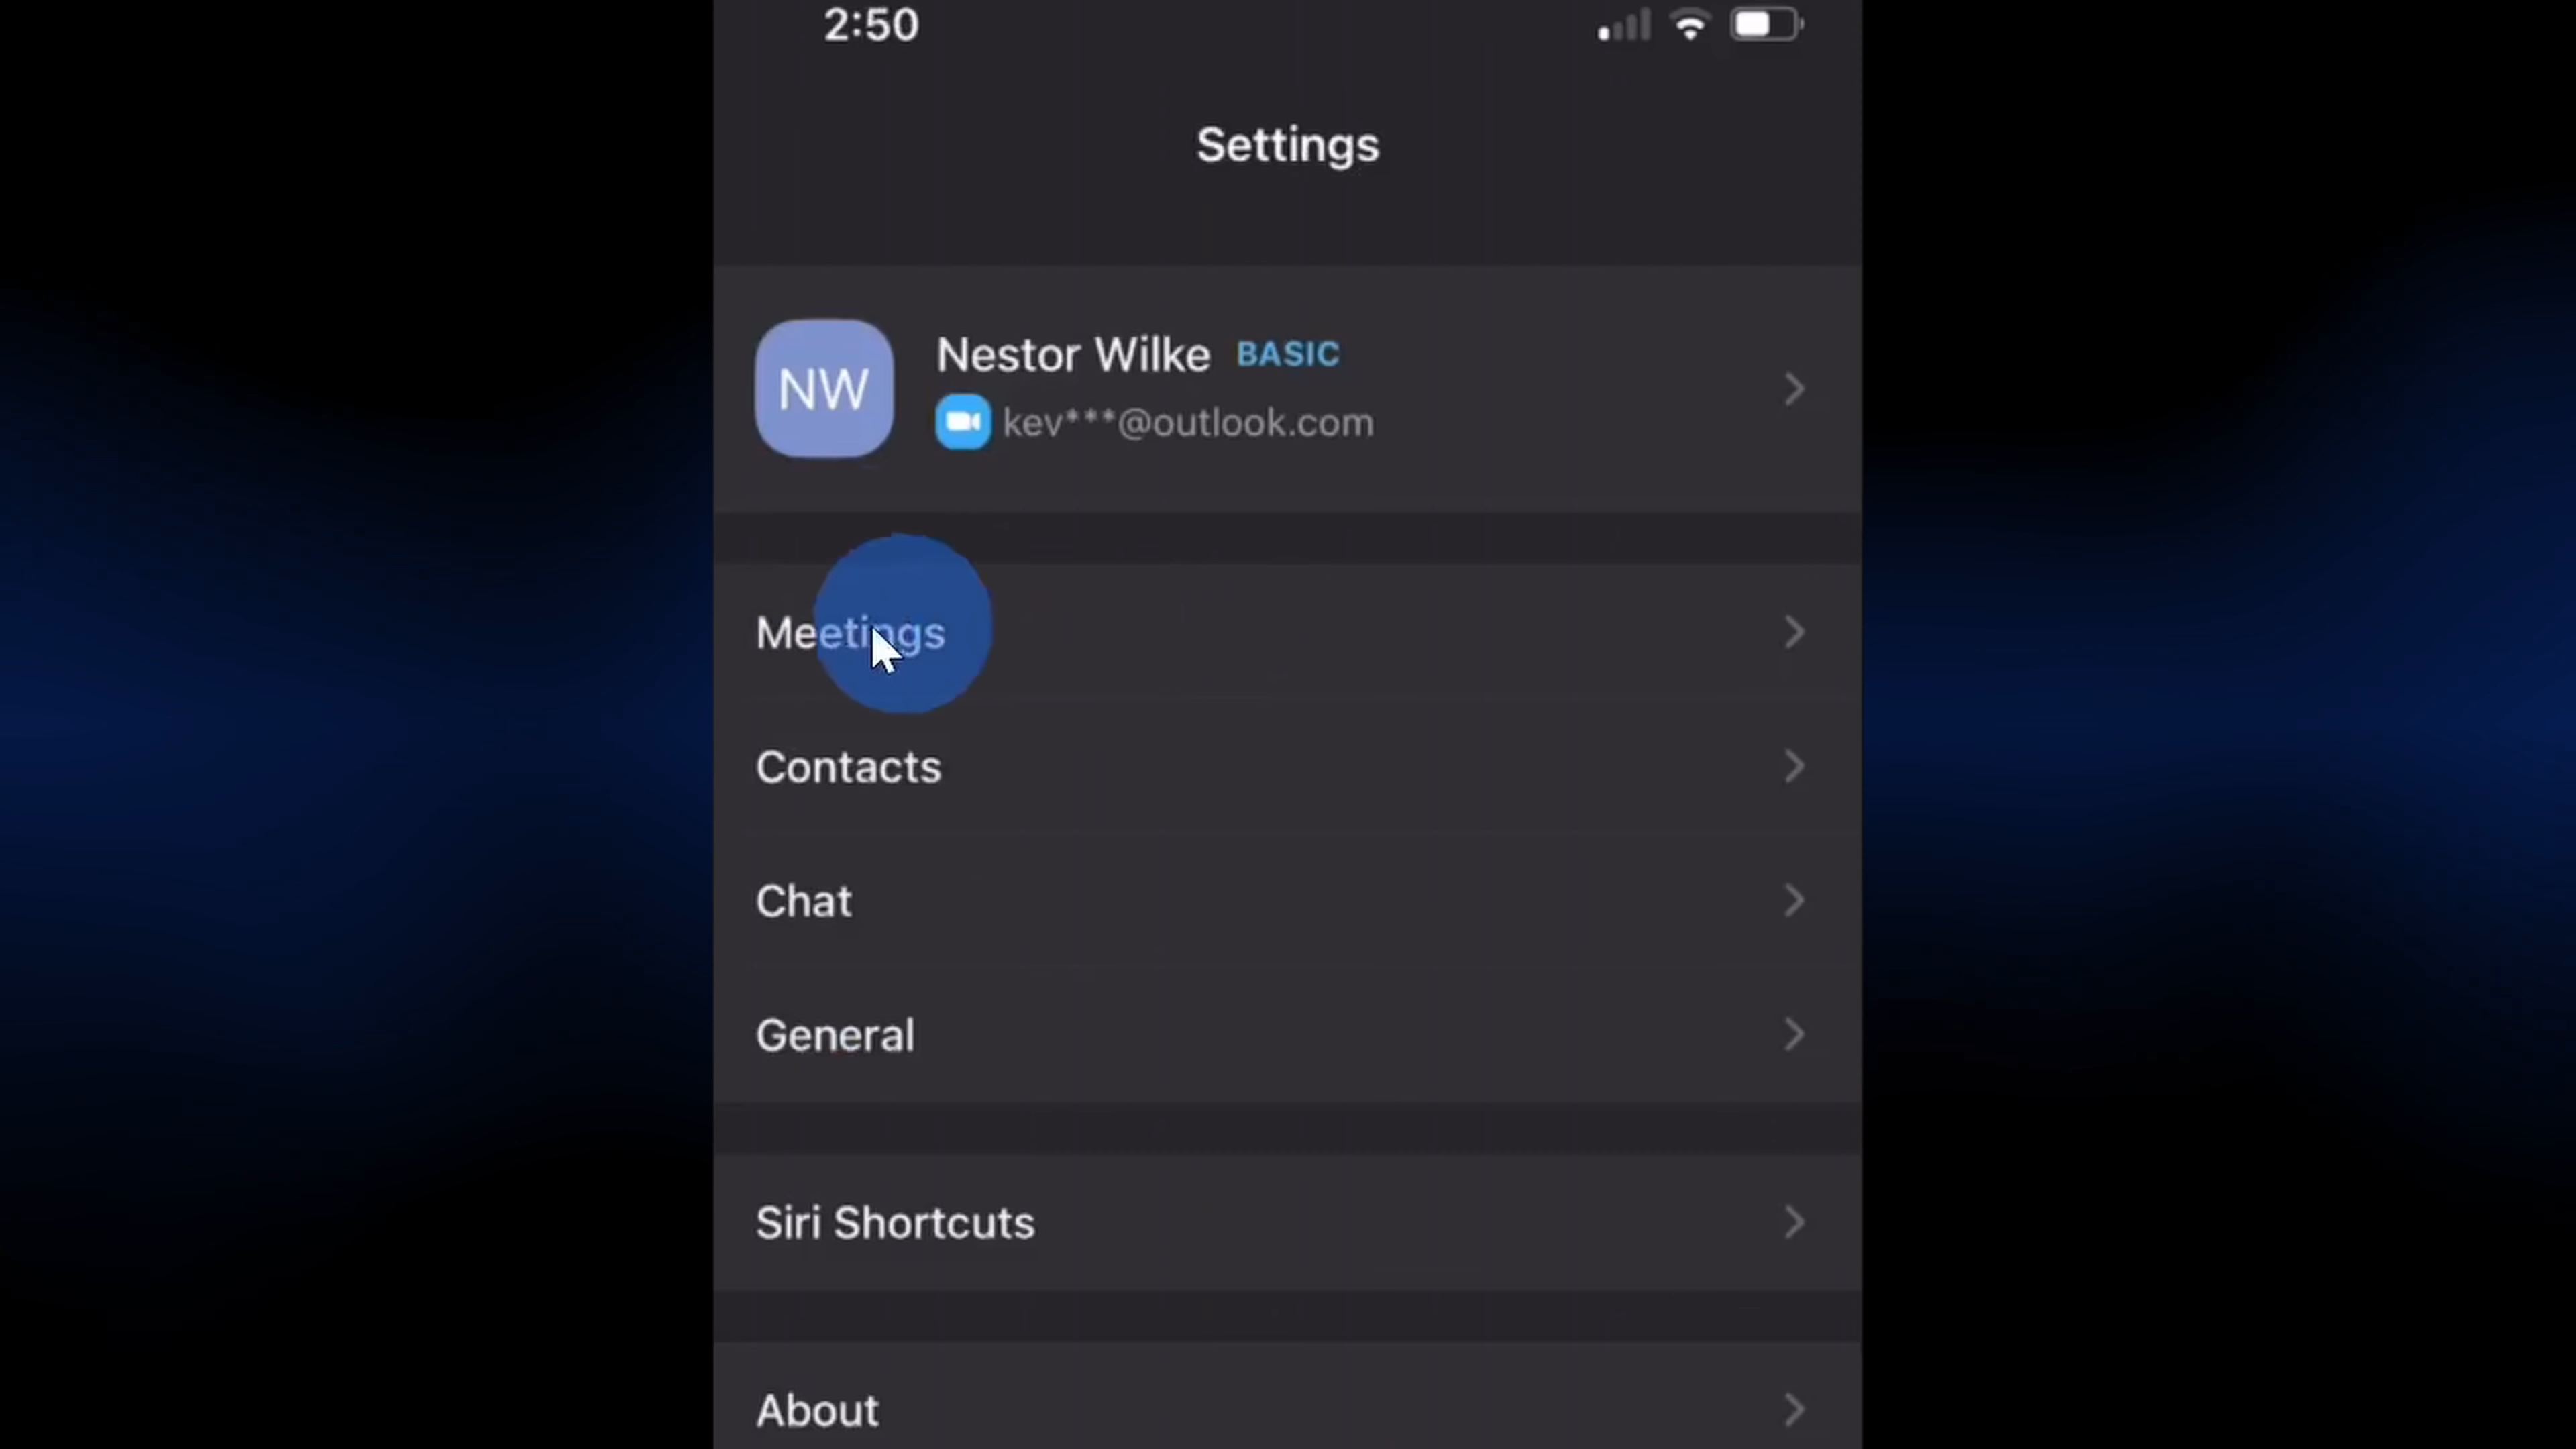 2:50
Settings
NW
Nestor Wilke BASIC
kev***@outlook.com
Meetings
Contacts
Chat
General
Siri Shortcuts
About